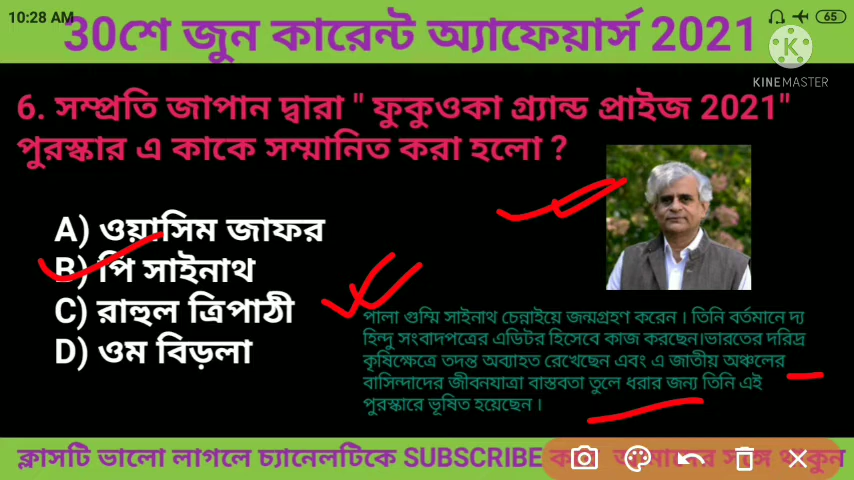 10:28 AM
65
30শে জুন কারেন্ট অ্যাফেয়ার্স 2021
K
KINEMASTER
6. সম্প্রতি জাপান দ্বারা " ফুকুওকা গ্র্যান্ড প্রাইজ 2021"
পুরস্কার এ কাকে সম্মানিত করা হলো ?
A) ওয়াসিম জাফর
B) পি সাইনাথ
C) রাহুল ত্রিপাঠী
D) ওম বিড়লা
পালা গুম্মি সাইনাথ চেন্নাইয়ে জন্মগ্রহণ করেন । তিনি বর্তমানে দ্য
হিন্দু সংবাদপত্রের এডিটর হিসেবে কাজ করছেন।ভারতের দরিদ্র
কৃষিক্ষেত্রে তদন্ত অব্যাহত রেখেছেন এবং এ জাতীয় অঞ্চলের
বাসিন্দাদের জীবনযাত্রা বাস্তবতা তুলে ধরার জন্য তিনি এই
পুরস্কারে ভূষিত হয়েছেন ।
ক্লাসটি ভালো লাগলে চ্যানেলটিকে SUBSCRIBE সঙ্গে থাকুন